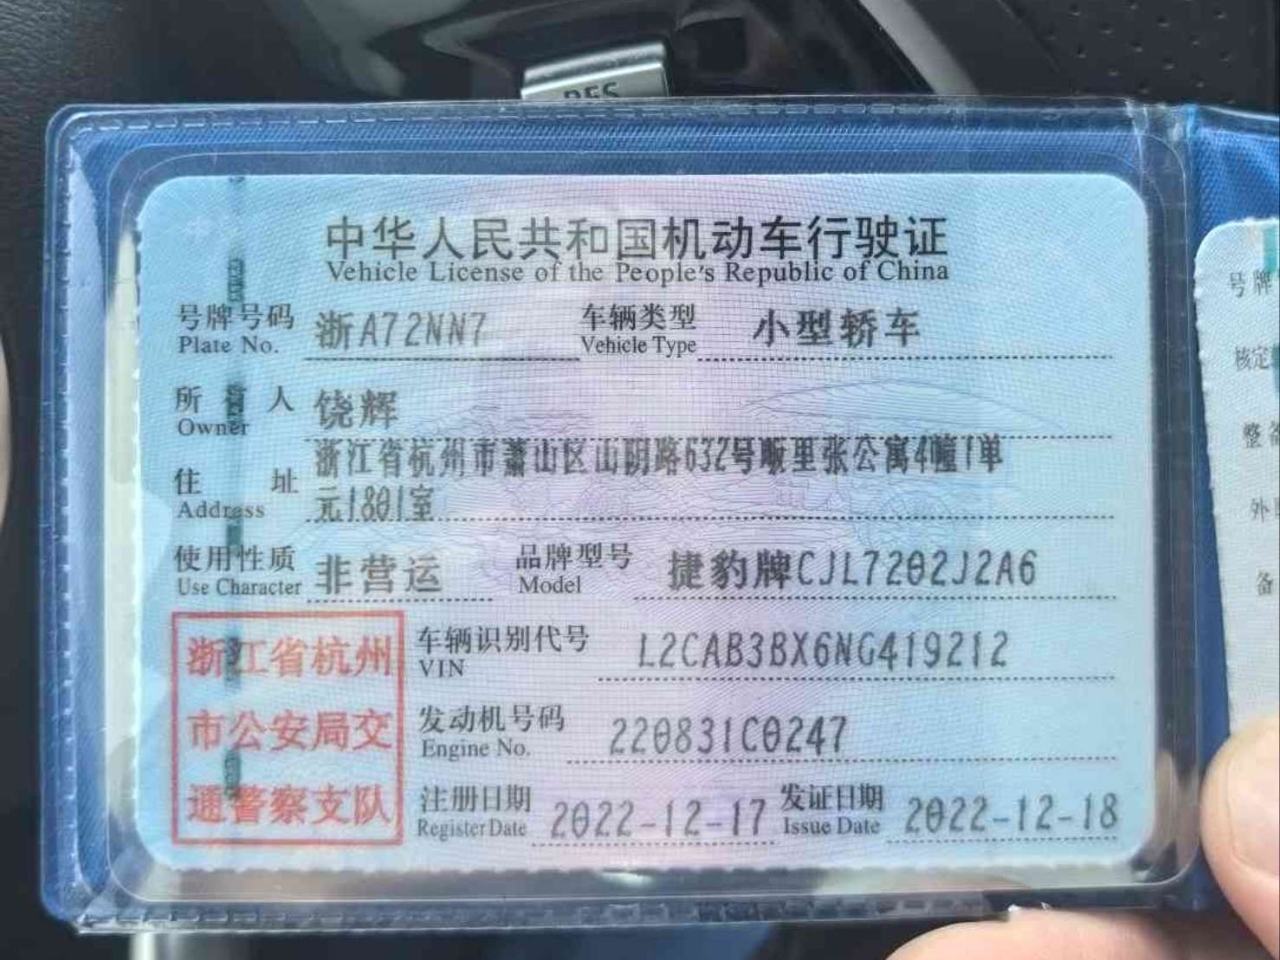 RES
中华人民共和国机动车行驶证
Vehicle License of the People's Republic of China
号牌号码 浙A72NN7 车辆类型 小型轿车
Plate No. Vehicle Type
所有人 饶辉
Owner
浙江省杭州市萧山区山阴路632号畈里张公寓4幢1单
住址 元1801室
Address
使用性质 非营运 品牌型号 捷豹牌CJL7202J2A6
Use Character Model
浙江省杭州
市公安局交
通警察支队
车辆识别代号 L2CAB3BX6NG419212
VIN
发动机号码 220831C0247
Engine No.
注册日期 2022-12-17 发证日期 2022-12-18
Register Date Issue Date
号牌
核定
整备
外
备